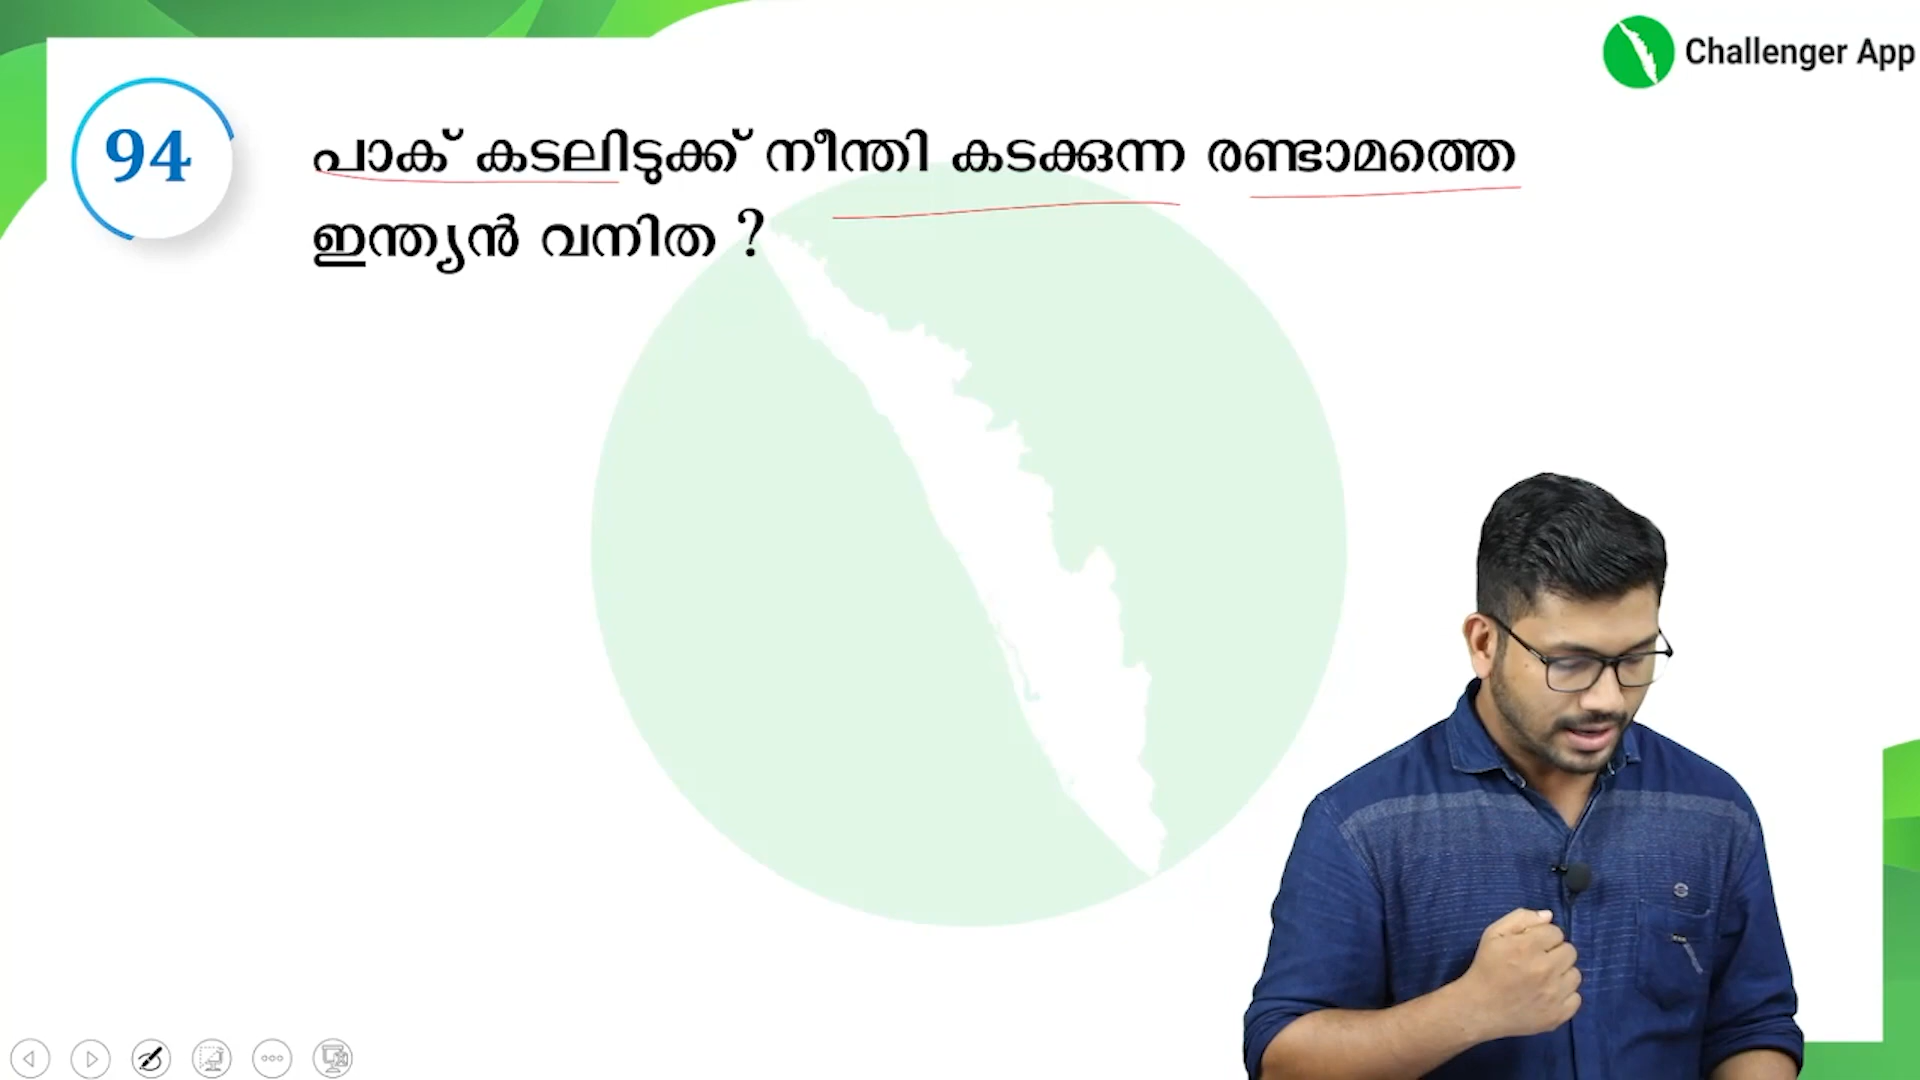 Challenger App
94
പാക് കടലിടുക്ക് നീന്തി കടക്കുന്ന രണ്ടാമത്തെ
ഇന്ത്യൻ വനിത ?